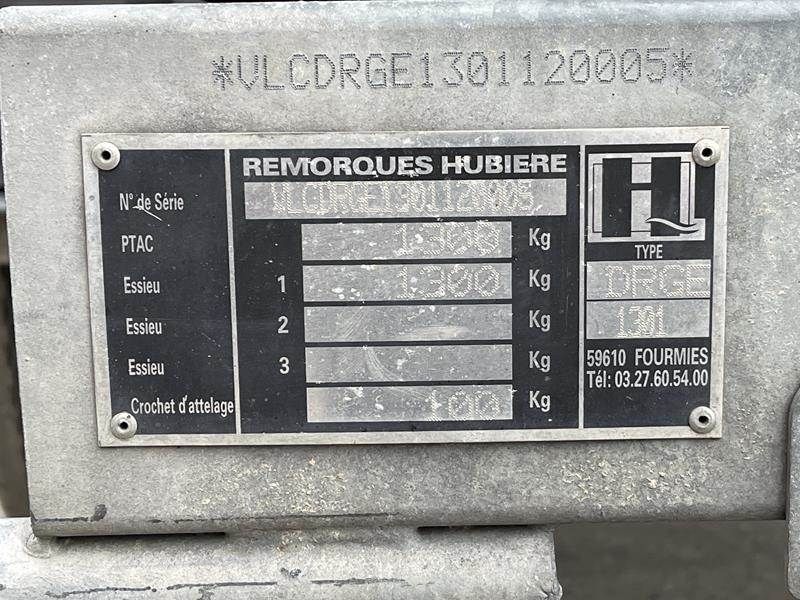 *VLCDRGE1301120005*
REMORQUES HUBIERE
N° de Série VLCDRGE1301120005
PTAC 1300 Kg
Essieu 1 1300 Kg
Essieu 2 Kg
Essieu 3 Kg
Crochet d'attelage 100 Kg
H
TYPE
DRGE
1301
59610 FOURMIES
Tél: 03.27.60.54.00